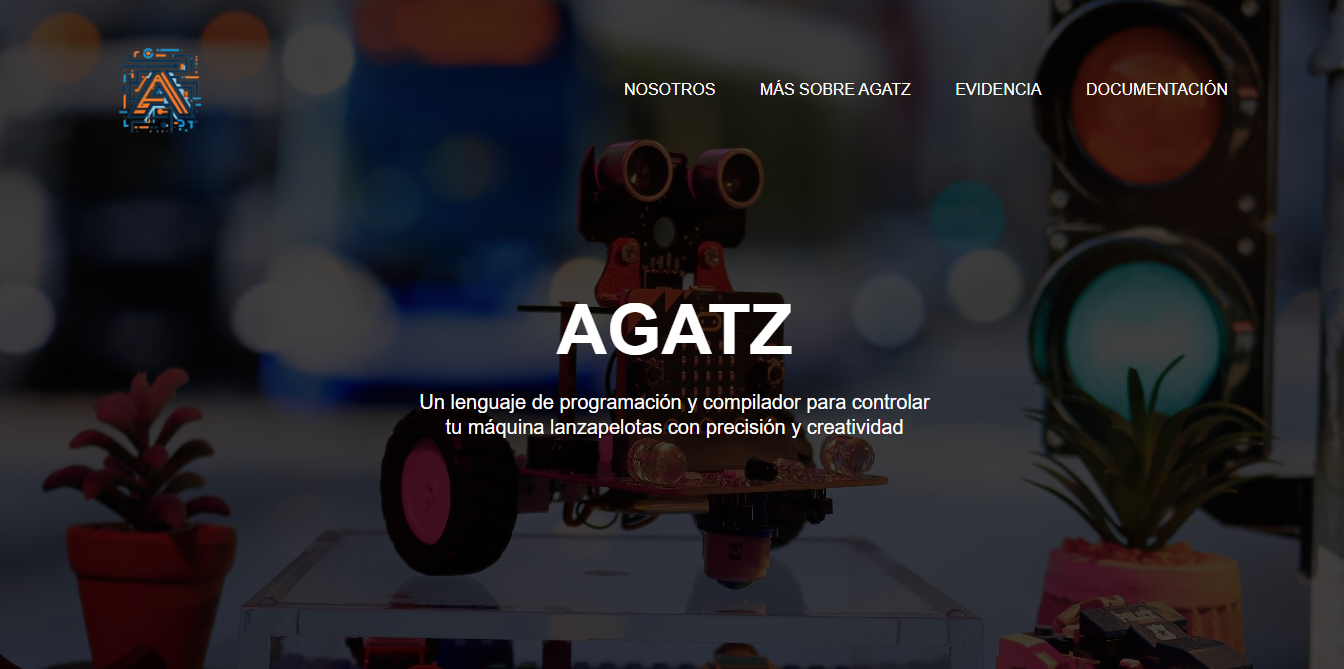 NOSOTROS MÁS SOBRE AGATZ EVIDENCIA DOCUMENTACIÓN
AGATZ
Un lenguaje de programación y compilador para controlar
tu máquina lanzapelotas con precisión y creatividad